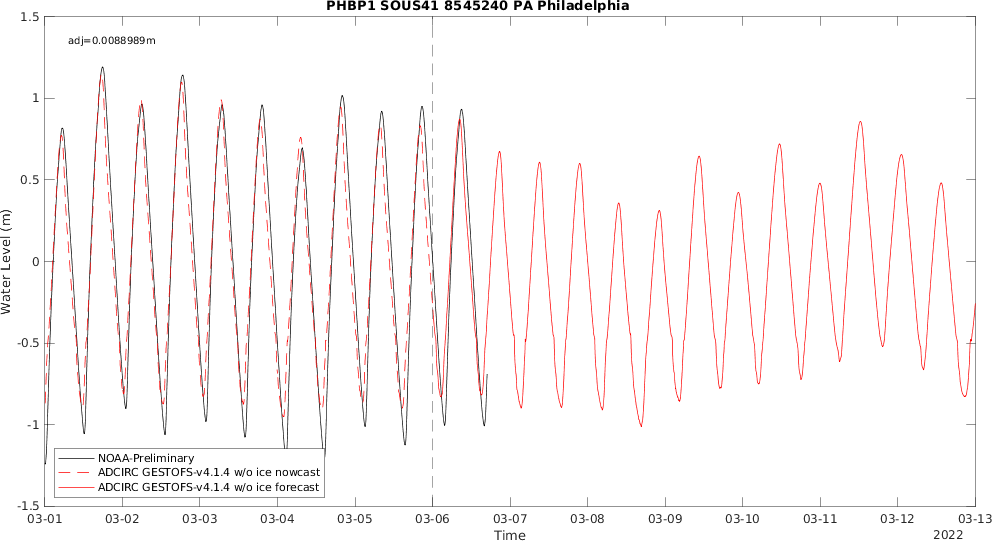 PHBP1 SOUS41 8545240 PA Philadelphia
adj=0.0088989m
1.5
1
0.5
0
-0.5
-1
-1.5
Water Level (m)
NOAA-Preliminary
ADCIRC GESTOFS-v4.1.4 w/o ice nowcast
ADCIRC GESTOFS-v4.1.4 w/o ice forecast
03-01 03-02 03-03 03-04 03-05 03-06 03-07 03-08 03-09 03-10 03-11 03-12 03-13
Time
2022